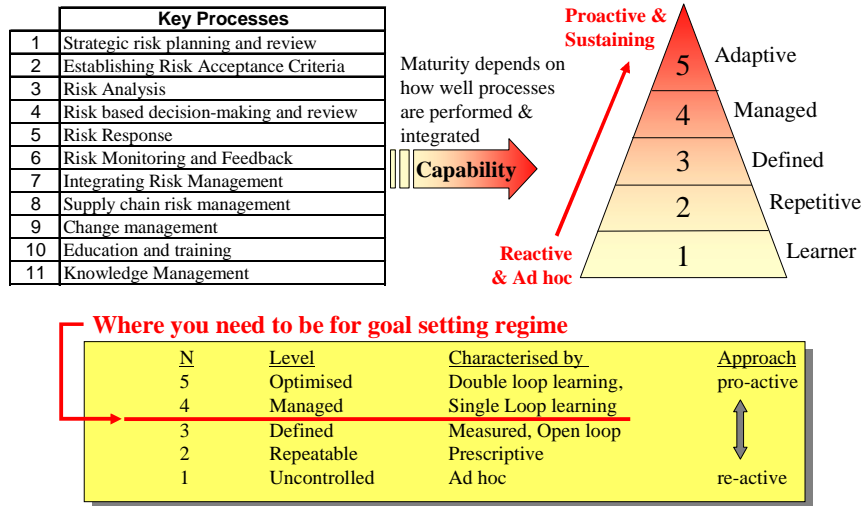 Key Processes
1 Strategic risk planning and review
2 Establishing Risk Acceptance Criteria
3 Risk Analysis
4 Risk based decision-making and review
5 Risk Response
6 Risk Monitoring and Feedback
7 Integrating Risk Management
8 Supply chain risk management
9 Change management
10 Education and training
11 Knowledge Management
Maturity depends on
how well processes
are performed &
integrated
Capability
Proactive &
Sustaining
5 Adaptive
4 Managed
3 Defined
2 Repetitive
1 Learner
Reactive
& Ad hoc
Where you need to be for goal setting regime
N Level Characterised by Approach
5 Optimised Double loop learning, pro-active
4 Managed Single Loop learning
3 Defined Measured, Open loop
2 Repeatable Prescriptive
1 Uncontrolled Ad hoc re-active